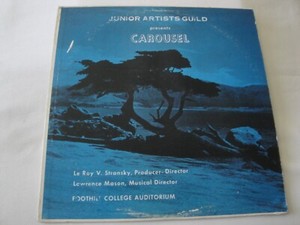 JUNIOR ARTISTS GUILD
presents
CAROUSEL
Le Roy V. Stransky, Producer-Director
Lawrence Mason, Musical Director
FOOTHILL COLLEGE AUDITORIUM